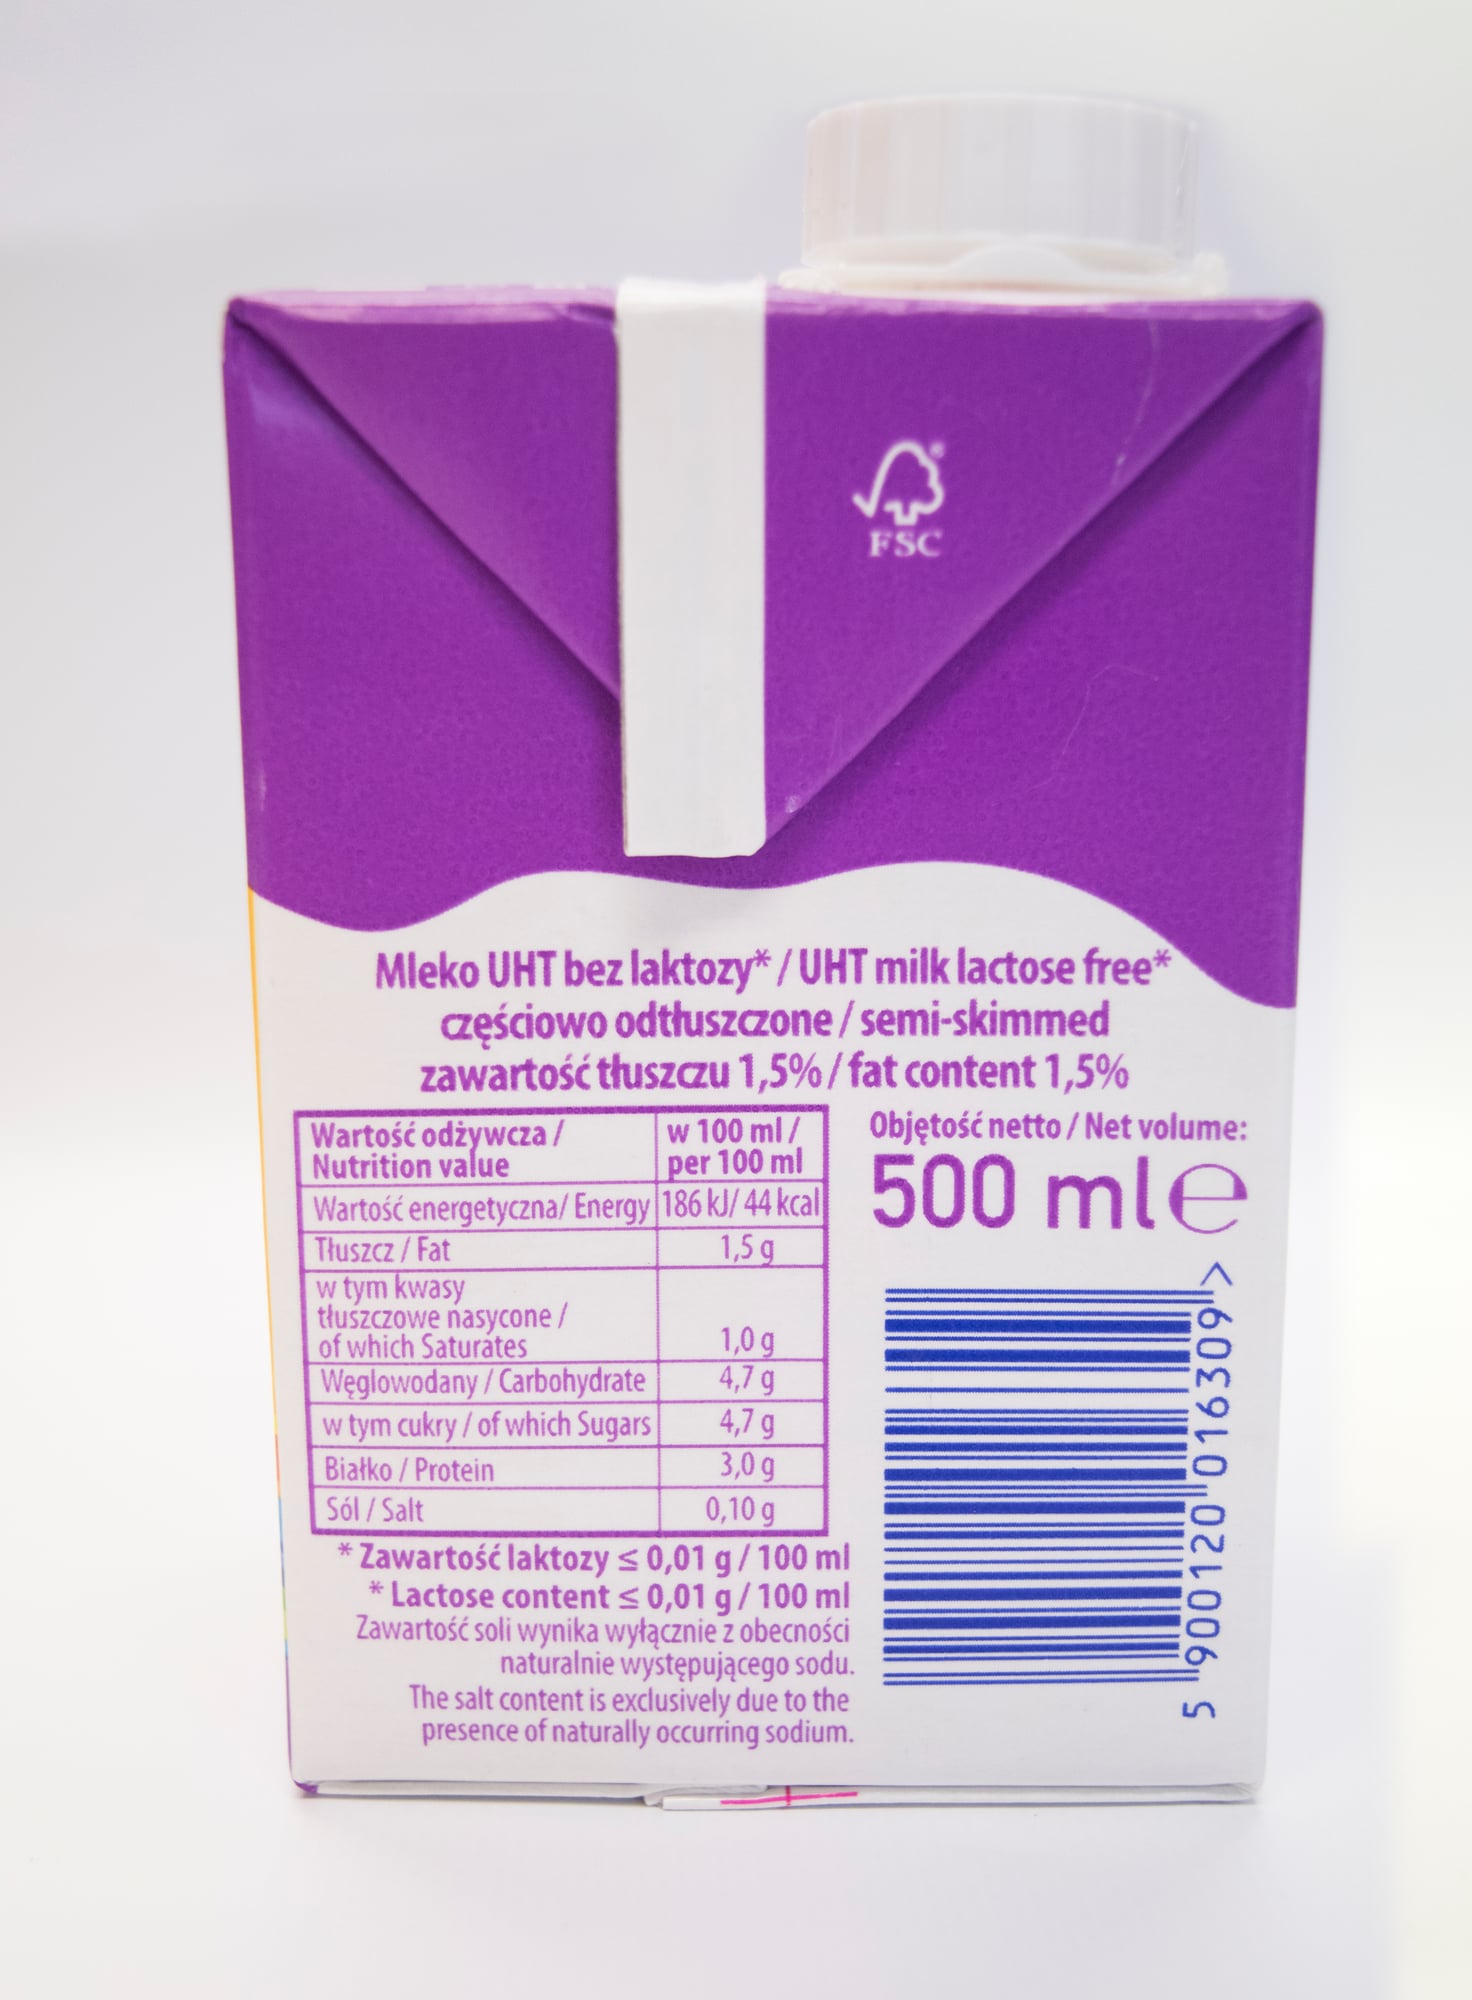 FSC
Mleko UHT bez laktozy* / UHT milk lactose free*
częściowo odtłuszczone / semi-skimmed
zawartość tłuszczu 1,5% / fat content 1,5%
Wartość odżywcza /
Nutrition value
w 100 ml /
per 100 ml
Wartość energetyczna/ Energy 186 kJ/ 44 kcal
Tłuszcz / Fat 1,5 g
w tym kwasy
tłuszczowe nasycone /
of which Saturates 1,0 g
Węglowodany / Carbohydrate 4,7 g
w tym cukry / of which Sugars 4,7 g
Białko / Protein 3,0 g
Sól / Salt 0,10 g
* Zawartość laktozy ≤ 0,01 g / 100 ml
* Lactose content ≤ 0,01 g / 100 ml
Zawartość soli wynika wyłącznie z obecności
naturalnie występującego sodu.
The salt content is exclusively due to the
presence of naturally occurring sodium.
Objętość netto / Net volume:
500 ml e
5 900120 016309 >